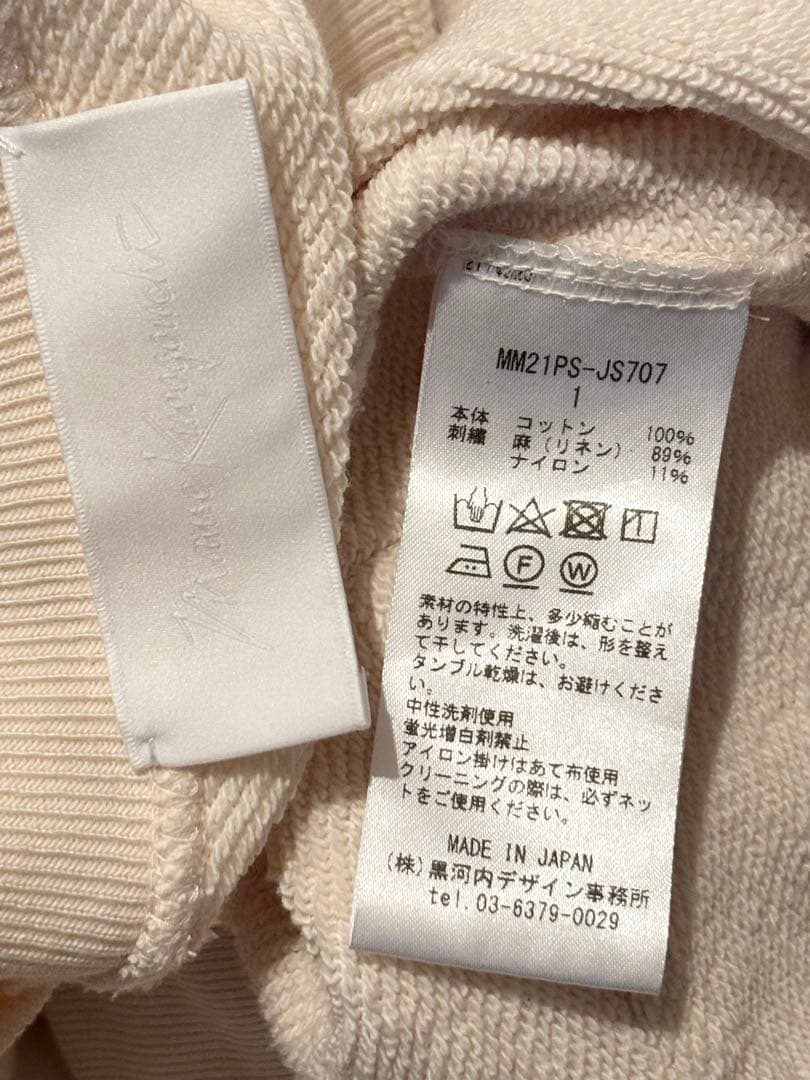 Mame Kurogouchi
MM21PS-JS707
1
本体 コットン 100%
刺繍 麻(リネン) 89%
ナイロン 11%
F W
素材の特性上、多少縮むことが
あります。洗濯後は、形を整え
て干してください。
タンブル乾燥は、お避けくださ
い。
中性洗剤使用
蛍光増白剤禁止
アイロン掛けはあて布使用
クリーニングの際は、必ずネッ
トをご使用ください。
MADE IN JAPAN
(株)黒河内デザイン事務所
tel.03-6379-0029